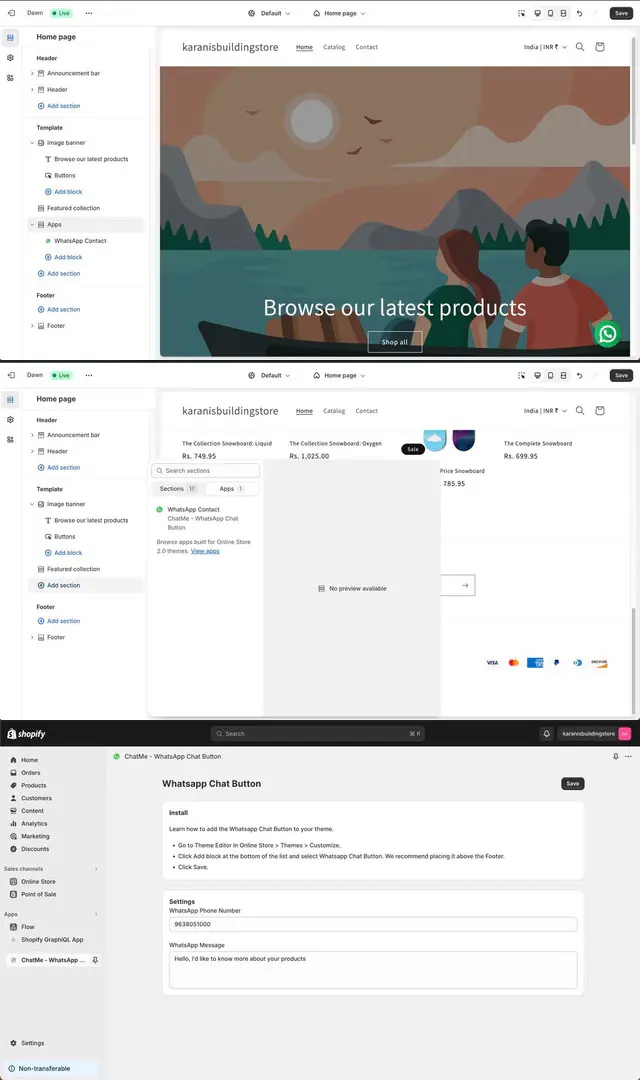 Dawn Live ··· Default Home page Save
Home page
Header
Announcement bar
Header
Add section
Template
Image banner
Browse our latest products
Buttons
Add block
Featured collection
Apps
WhatsApp Contact
Add block
Add section
Footer
Add section
Footer
karanisbuildingstore Home Catalog Contact India | INR ₹
Browse our latest products
Shop all
Dawn Live ··· Default Home page Save
Home page
Header
Announcement bar
Header
Add section
Template
Image banner
Browse our latest products
Buttons
Add block
Featured collection
Add section
Footer
Add section
Footer
karanisbuildingstore Home Catalog Contact India | INR ₹
The Collection Snowboard: Liquid
Rs. 749.95
The Collection Snowboard: Oxygen
Rs. 1,025.00
Sale
Price Snowboard
785.95
The Complete Snowboard
Rs. 699.95
Search sections
Sections 17 Apps 1
WhatsApp Contact
ChatMe - WhatsApp Chat
Button
Browse apps built for Online Store
2.0 themes. View apps
No preview available
VISA
DISCOVER
shopify Search ⌘ K karanisbuildingstore
Home
Orders
Products
Customers
Content
Analytics
Marketing
Discounts
Sales channels
Online Store
Point of Sale
Apps
Flow
Shopify GraphiQL App
ChatMe - WhatsApp ...
Settings
Non-transferable
ChatMe - WhatsApp Chat Button
Whatsapp Chat Button Save
Install
Learn how to add the Whatsapp Chat Button to your theme.
• Go to Theme Editor in Online Store > Themes > Customize.
• Click Add block at the bottom of the list and select Whatsapp Chat Button. We recommend placing it above the Footer.
• Click Save.
Settings
WhatsApp Phone Number
9638051000
WhatsApp Message
Hello, I'd like to know more about your products